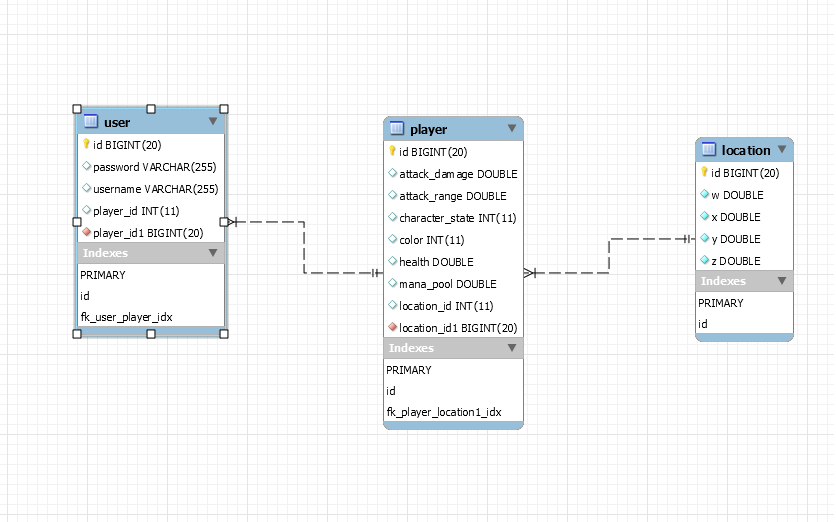 user
id BIGINT(20)
password VARCHAR(255)
username VARCHAR(255)
player_id INT(11)
player_id1 BIGINT(20)
Indexes
PRIMARY
id
fk_user_player_idx
player
id BIGINT(20)
attack_damage DOUBLE
attack_range DOUBLE
character_state INT(11)
color INT(11)
health DOUBLE
mana_pool DOUBLE
location_id INT(11)
location_id1 BIGINT(20)
Indexes
PRIMARY
id
fk_player_location1_idx
location
id BIGINT(20)
w DOUBLE
x DOUBLE
y DOUBLE
z DOUBLE
Indexes
PRIMARY
id